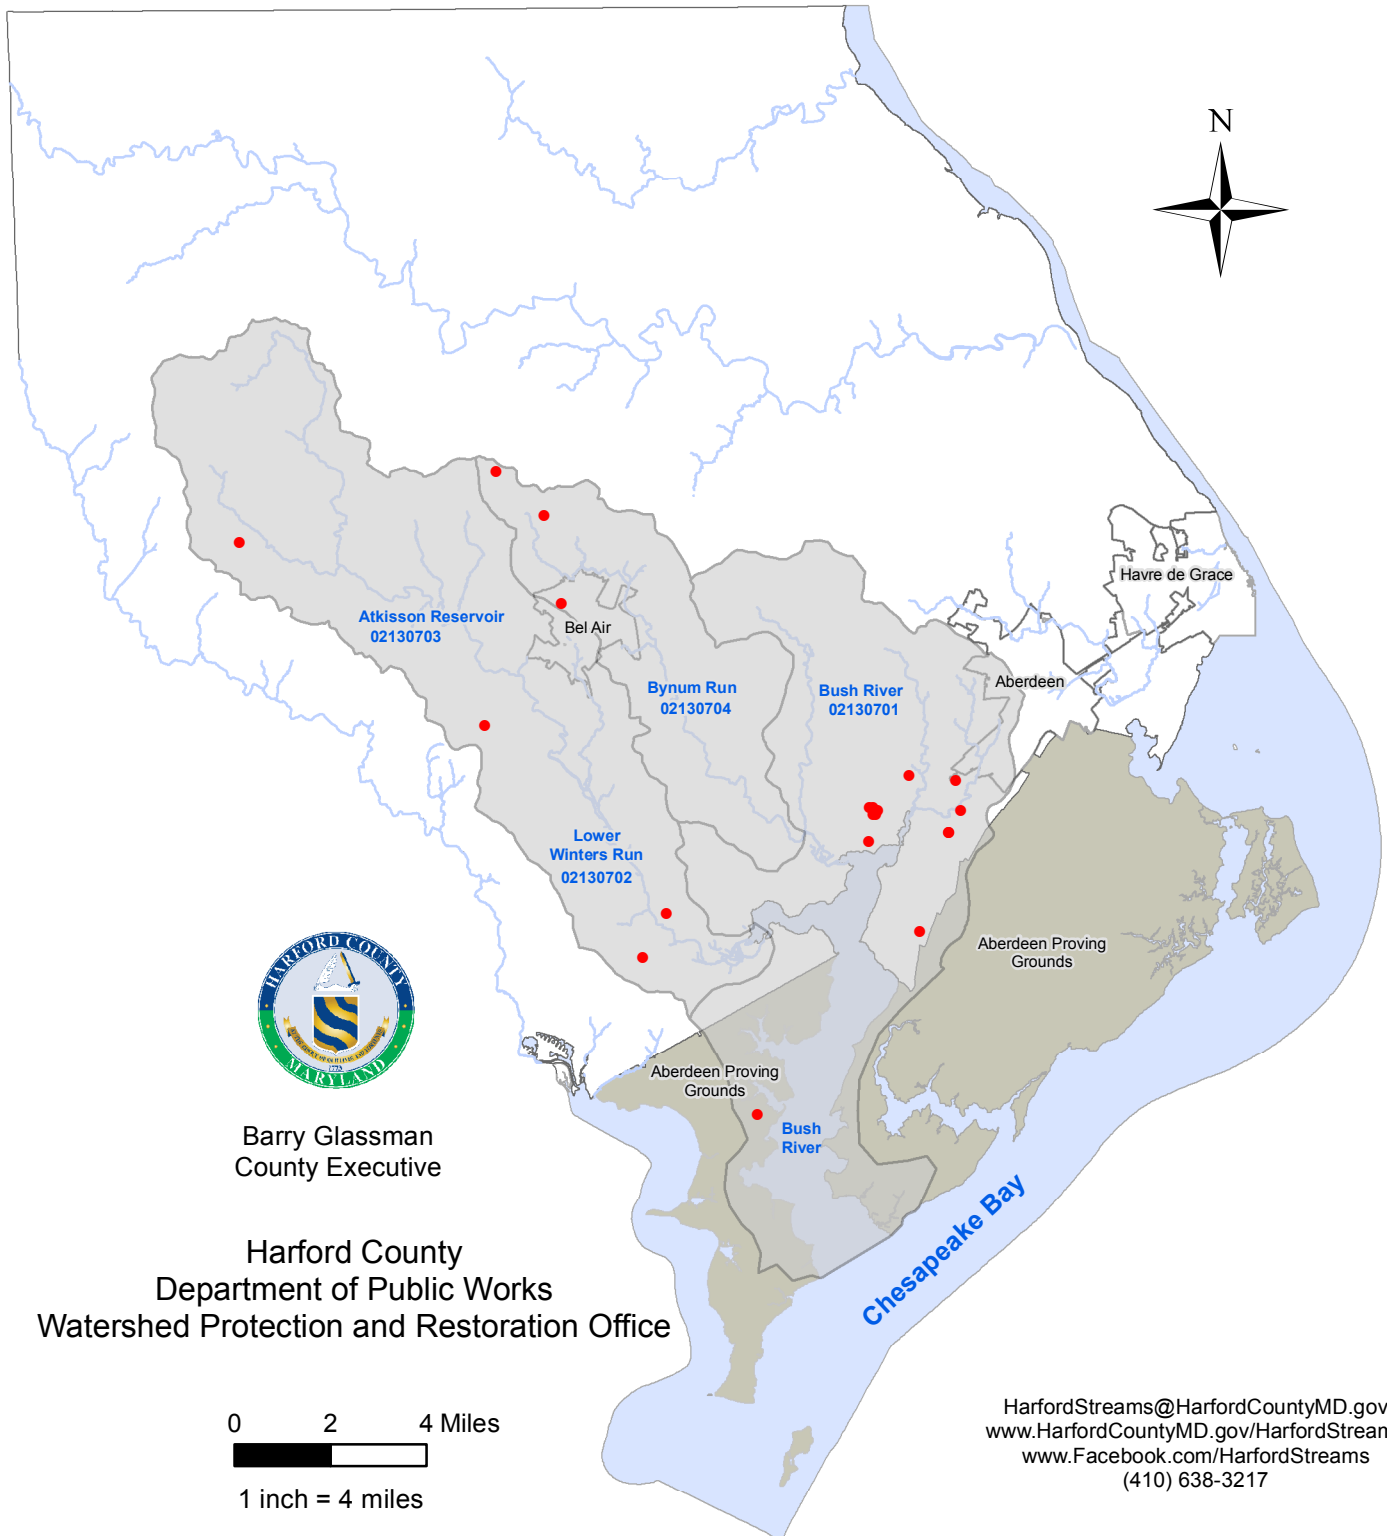 N
Havre de Grace
Atkisson Reservoir
02130703
Bel Air
Aberdeen
Bynum Run
02130704
Bush River
02130701
Lower
Winters Run
02130702
HARFORD COUNTY
MARYLAND
Aberdeen Proving
Grounds
Aberdeen Proving
Grounds
Bush
River
Barry Glassman
County Executive
Chesapeake Bay
Harford County
Department of Public Works
Watershed Protection and Restoration Office
0 2 4 Miles
1 inch = 4 miles
HarfordStreams@HarfordCountyMD.gov
www.HarfordCountyMD.gov/HarfordStream
www.Facebook.com/HarfordStreams
(410) 638-3217